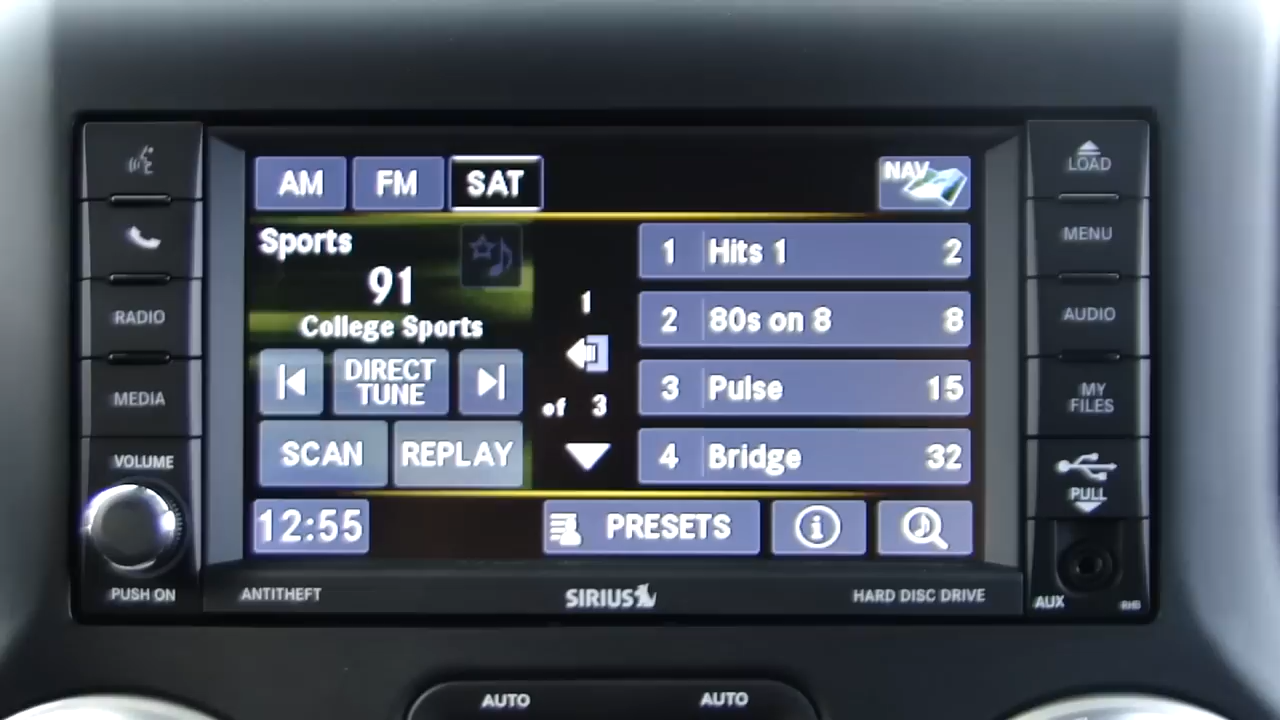 LOAD
AM FM SAT NAV
MENU
Sports
91
College Sports
1 Hits 1 2
1
2 80s on 8 8
RADIO
AUDIO
DIRECT TUNE
3 Pulse 15
MEDIA
of 3
MY
FILES
SCAN REPLAY
4 Bridge 32
VOLUME
PULL
12:55 PRESETS i
PUSH ON
ANTITHEFT SIRIUS HARD DISC DRIVE
AUX
AUTO AUTO